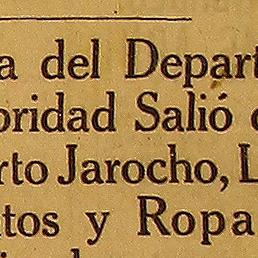 a del Depart
oridad Salió
rto Jarocho, L
tos y Ropa